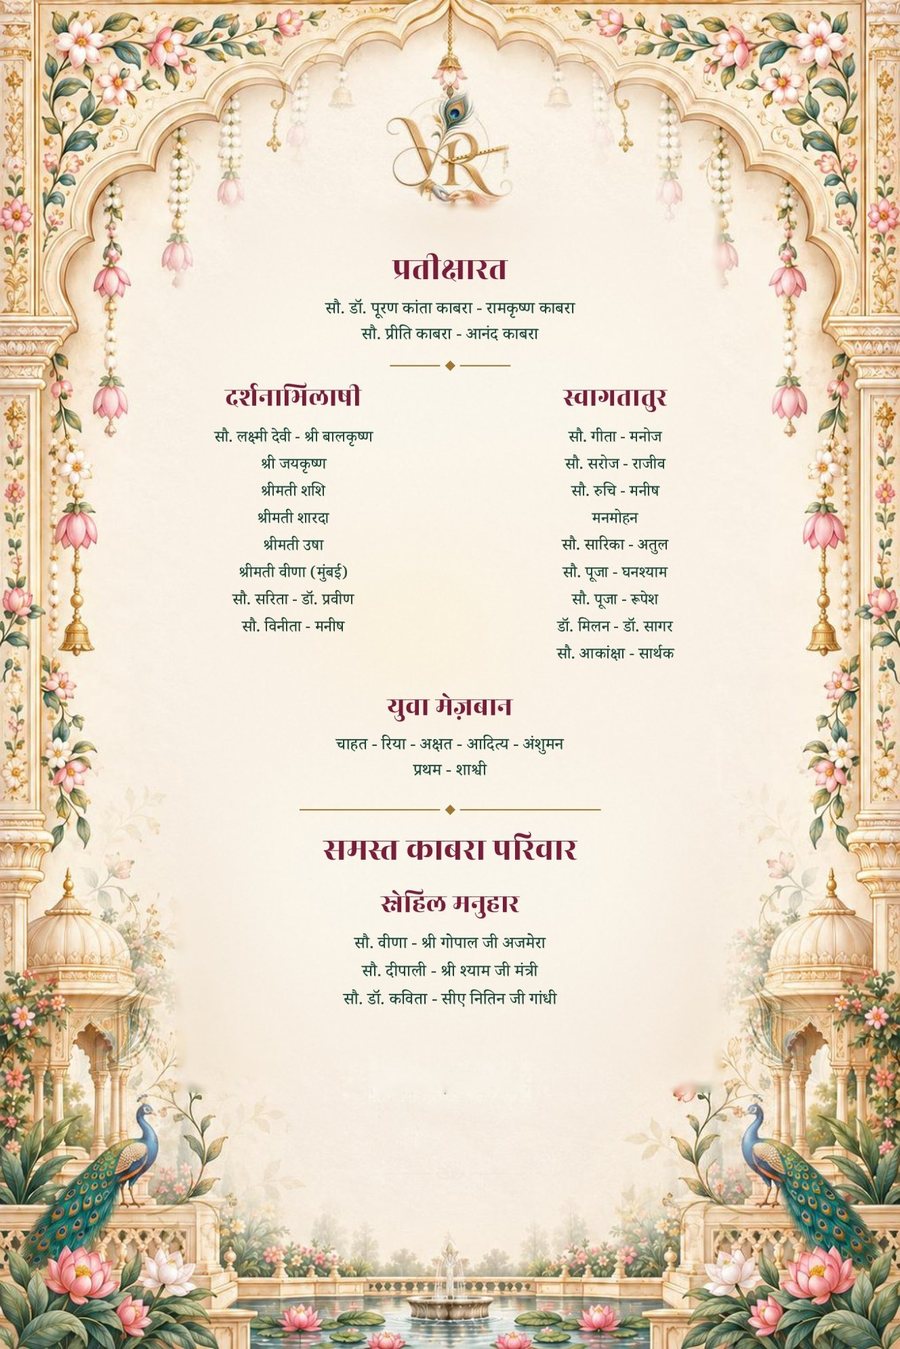 VR
प्रतीक्षारत
सौ. डॉ. पूरण कांता काबरा - रामकृष्ण काबरा
सौ. प्रीति काबरा - आनंद काबरा
दर्शनाभिलाषी
सौ. लक्ष्मी देवी - श्री बालकृष्ण
श्री जयकृष्ण
श्रीमती शशि
श्रीमती शारदा
श्रीमती उषा
श्रीमती वीणा (मुंबई)
सौ. सरिता - डॉ. प्रवीण
सौ. विनीता - मनीष
स्वागतातुर
सौ. गीता - मनोज
सौ. सरोज - राजीव
सौ. रुचि - मनीष
मनमोहन
सौ. सारिका - अतुल
सौ. पूजा - घनश्याम
सौ. पूजा - रूपेश
डॉ. मिलन - डॉ. सागर
सौ. आकांक्षा - सार्थक
युवा मेज़बान
चाहत - रिया - अक्षत - आदित्य - अंशुमन
प्रथम - शाश्वी
समस्त काबरा परिवार
स्नेहिल मनुहार
सौ. वीणा - श्री गोपाल जी अजमेरा
सौ. दीपाली - श्री श्याम जी मंत्री
सौ. डॉ. कविता - सीए नितिन जी गांधी